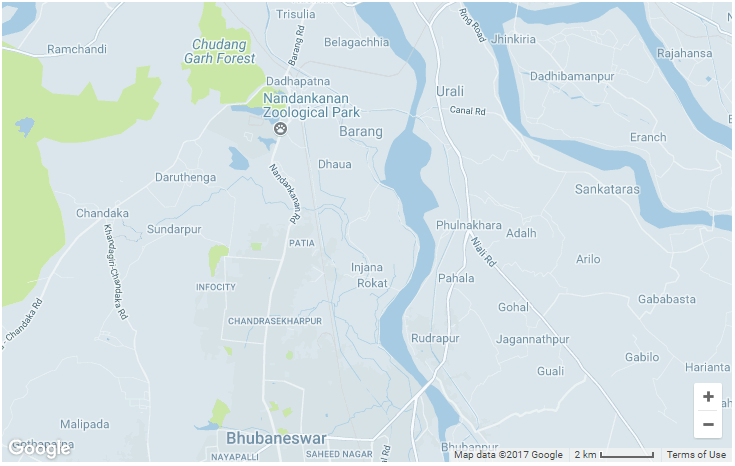 Trisulia
Ring Road
Barang Rd
Belagachhia
Jhinkiria
Chudang
Garh Forest
Ramchandi
Rajahansa
Dadhapatna
Dadhibamanpur
Urali
Nandankanan
Zoological Park
Canal Rd
Barang
Eranch
Dhaua
Daruthenga
Nandankanan
Rd
Sankataras
Chandaka
Khandagiri-Chandaka Rd
Sundarpur
Phulnakhara
Adalh
PATIA
Niali Rd
Arilo
Injana
Rokat
Pahala
INFOCITY
Gababasta
Chandaka Rd
Gohal
CHANDRASEKHARPUR
Rudrapur
Jagannathpur
Gabilo
Guali
Harianta
Malipada
+
Bhubaneswar
−
Gothapatna
Google
NAYAPALLI
SAHEED NAGAR
Bhubanpur
Map data ©2017 Google
2 km
Terms of Use